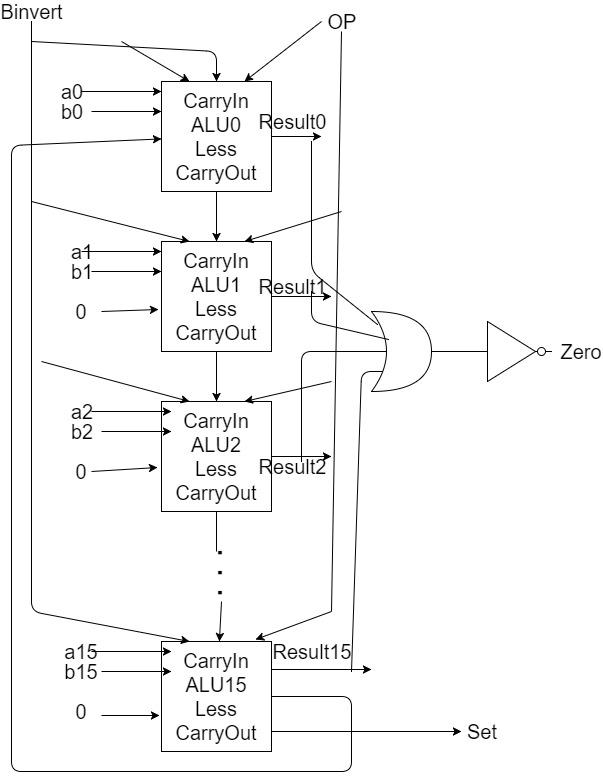 Binvert
OP
a0
b0
CarryIn
ALU0
Less
CarryOut
Result0
a1
b1
0
CarryIn
ALU1
Less
CarryOut
Result1
Zero
a2
b2
0
CarryIn
ALU2
Less
CarryOut
Result2
a15
b15
0
CarryIn
ALU15
Less
CarryOut
Result15
Set